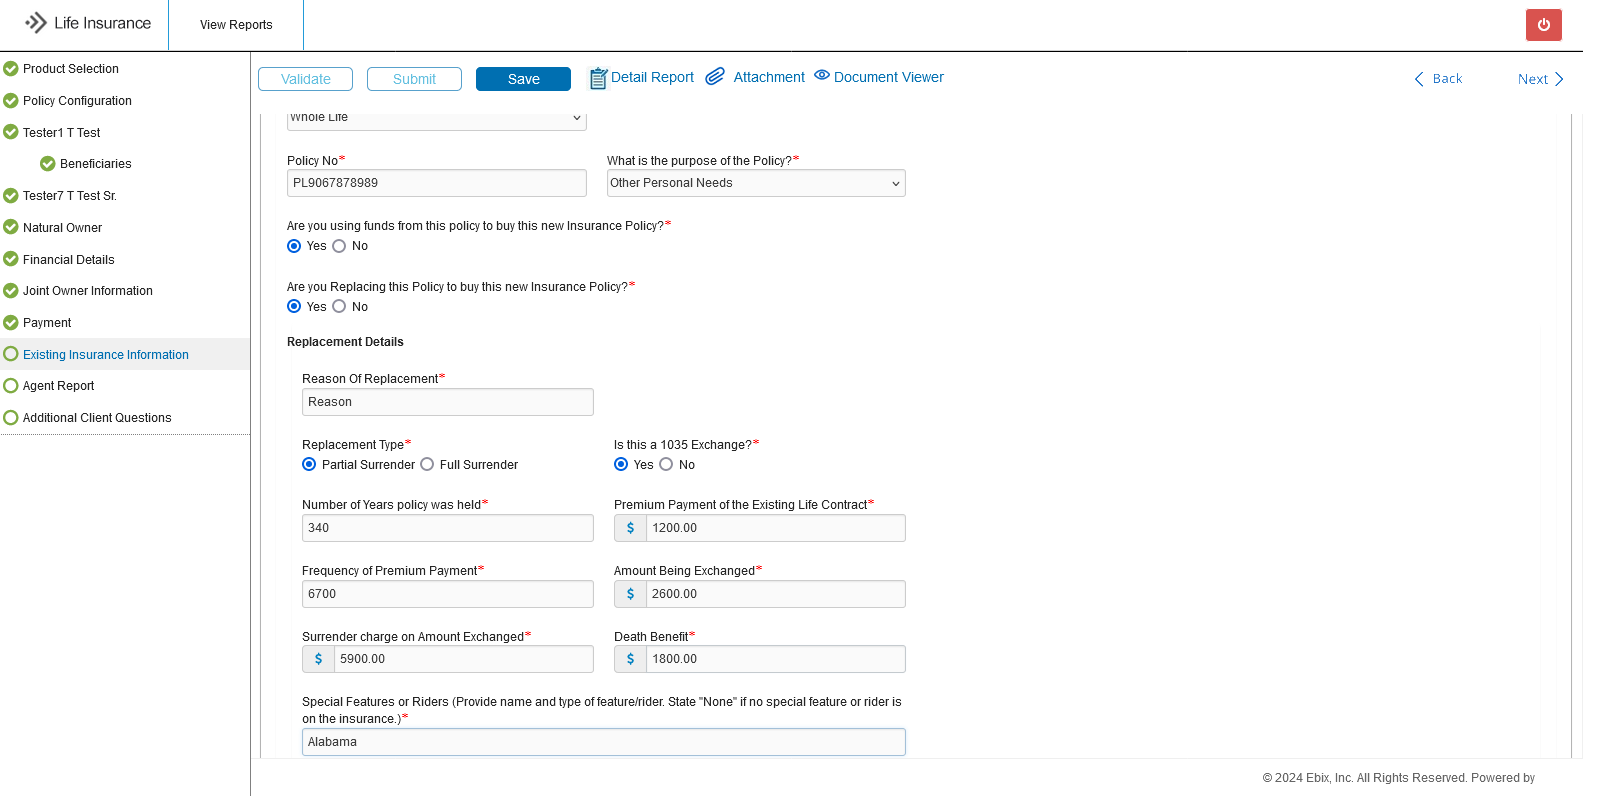 Life Insurance
View Reports
Product Selection
Policy Configuration
Tester1 T Test
Beneficiaries
Tester7 T Test Sr.
Natural Owner
Financial Details
Joint Owner Information
Payment
Existing Insurance Information
Agent Report
Additional Client Questions
Validate Submit Save Detail Report Attachment Document Viewer Back Next
Whole Life
Policy No* What is the purpose of the Policy?*
PL9067878989 Other Personal Needs
Are you using funds from this policy to buy this new Insurance Policy?*
Yes No
Are you Replacing this Policy to buy this new Insurance Policy?*
Yes No
Replacement Details
Reason Of Replacement*
Reason
Replacement Type* Is this a 1035 Exchange?*
Partial Surrender Full Surrender Yes No
Number of Years policy was held* Premium Payment of the Existing Life Contract*
340 $ 1200.00
Frequency of Premium Payment* Amount Being Exchanged*
6700 $ 2600.00
Surrender charge on Amount Exchanged* Death Benefit*
$ 5900.00 $ 1800.00
Special Features or Riders (Provide name and type of feature/rider. State "None" if no special feature or rider is
on the insurance.)*
Alabama
© 2024 Ebix, Inc. All Rights Reserved. Powered by